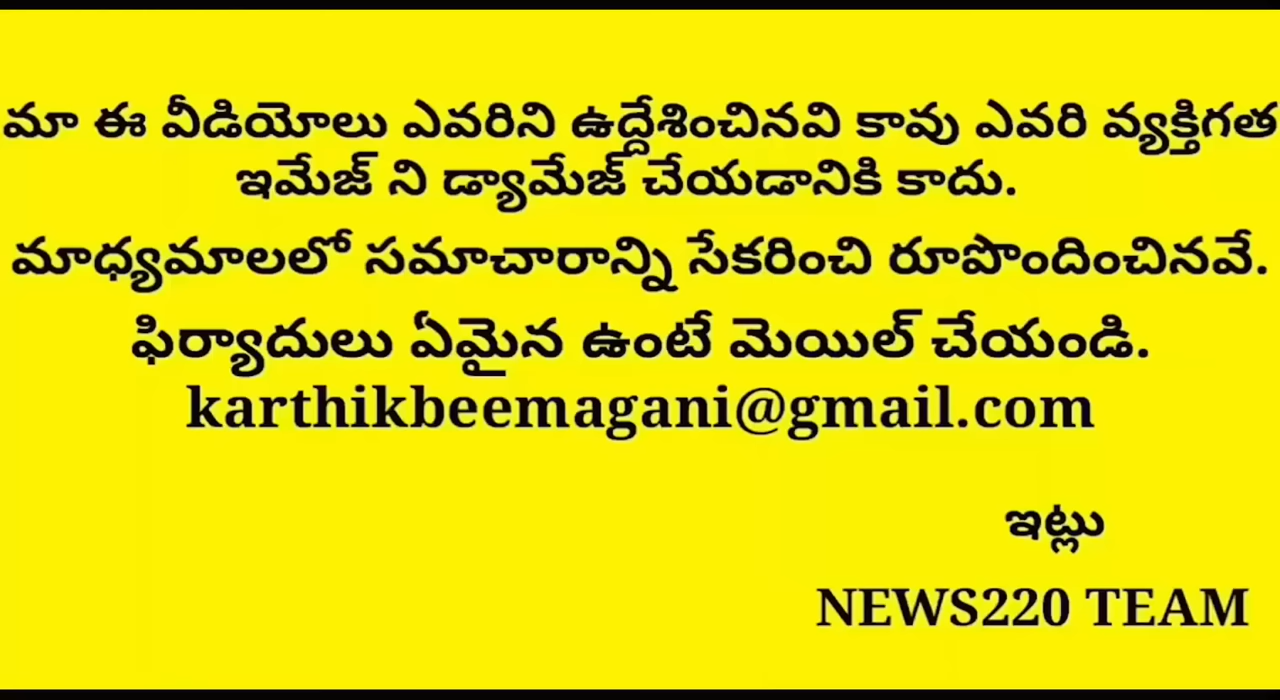 మా ఈ వీడియోలు ఎవరిని ఉద్దేశించినవి కావు ఎవరి వ్యక్తిగత
ఇమేజ్ ని డ్యామేజ్ చేయడానికి కాదు.
మాధ్యమాలలో సమాచారాన్ని సేకరించి రూపొందించినవే.
ఫిర్యాదులు ఏమైన ఉంటే మెయిల్ చేయండి.
karthikbeemagani@gmail.com
ఇట్లు
NEWS220 TEAM